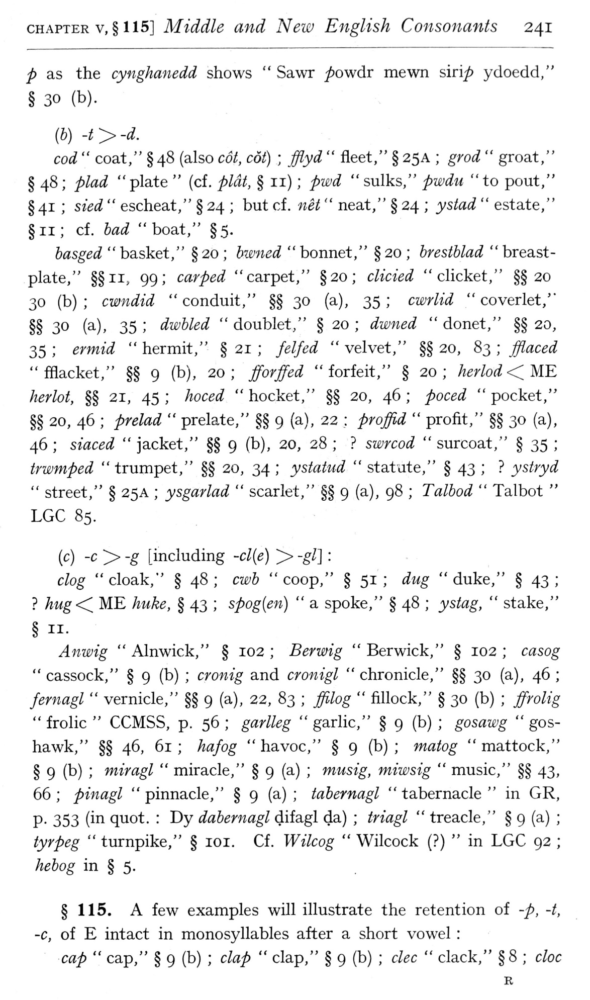 CHAPTER V, § 115] Middle and New English Consonants 241
p as the cynghanedd shows “ Sawr powdr mewn sirip ydoedd,”
§ 30 (b).
(b) -t > -d.
cod “ coat,” § 48 (also côt, cŏt) ; fflyd “ fleet,” § 25A ; grod “ groat,”
§ 48 ; plad “ plate ” (cf. plât, § 11) ; pwd “ sulks,” pwdu “ to pout,”
§ 41 ; sied “ escheat,” § 24 ; but cf. nêt “ neat,” § 24 ; ystad “ estate,”
§ 11 ; cf. bad “ boat,” § 5.
basged “ basket,” § 20 ; bwned “ bonnet,” § 20 ; brestblad “ breast-
plate,” §§ 11, 99 ; carped “ carpet,” § 20 ; clicied “ clicket,” §§ 20
30 (b) ; cwndid “ conduit,” §§ 30 (a), 35 ; cwrlid “ coverlet,”
§§ 30 (a), 35 ; dwbled “ doublet,” § 20 ; dwned “ donet,” §§ 20,
35 ; ermid “ hermit,” § 21 ; felfed “ velvet,” §§ 20, 83 ; fflaced
“ fflacket,” §§ 9 (b), 20 ; fforffed “ forfeit,” § 20 ; herlod < ME
herlot, §§ 21, 45 ; hoced “ hocket,” §§ 20, 46 ; poced “ pocket,”
§§ 20, 46 ; prelad “ prelate,” §§ 9 (a), 22 ; proffid “ profit,” §§ 30 (a),
46 ; siaced “ jacket,” §§ 9 (b), 20, 28 ; ? swrcod “ surcoat,” § 35 ;
trwmped “ trumpet,” §§ 20, 34 ; ystatud “ statute,” § 43 ; ? ystryd
“ street,” § 25A ; ysgarlad “ scarlet,” §§ 9 (a), 98 ; Talbod “ Talbot ”
LGC 85.
(c) -c > -g [including -cl(e) > -gl] :
clog “ cloak,” § 48 ; cwb “ coop,” § 51 ; dug “ duke,” § 43 ;
? hug < ME huke, § 43 ; spog(en) “ a spoke,” § 48 ; ystag, “ stake,”
§ 11.
Anwig “ Alnwick,” § 102 ; Berwig “ Berwick,” § 102 ; casog
“ cassock,” § 9 (b) ; cronig and cronigl “ chronicle,” §§ 30 (a), 46 ;
fernagl “ vernicle,” §§ 9 (a), 22, 83 ; ffilog “ fillock,” § 30 (b) ; ffrolig
“ frolic ” CCMSS, p. 56 ; garlleg “ garlic,” § 9 (b) ; gosawg “ gos-
hawk,” §§ 46, 61 ; hafog “ havoc,” § 9 (b) ; matog “ mattock,”
§ 9 (b) ; miragl “ miracle,” § 9 (a) ; musig, miwsig “ music,” §§ 43,
66 ; pinagl “ pinnacle,” § 9 (a) ; tabernagl “ tabernacle ” in GR,
p. 353 (in quot. : Dy dabernagl ḍifagl ḍa) ; triagl “ treacle,” § 9 (a) ;
tyrpeg “ turnpike,” § 101. Cf. Wilcog “ Wilcock (?) ” in LGC 92 ;
hebog in § 5.
§ 115. A few examples will illustrate the retention of -p, -t,
-c, of E intact in monosyllables after a short vowel :
cap “ cap,” § 9 (b) ; clap “ clap,” § 9 (b) ; clec “ clack,” § 8 ; cloc
R